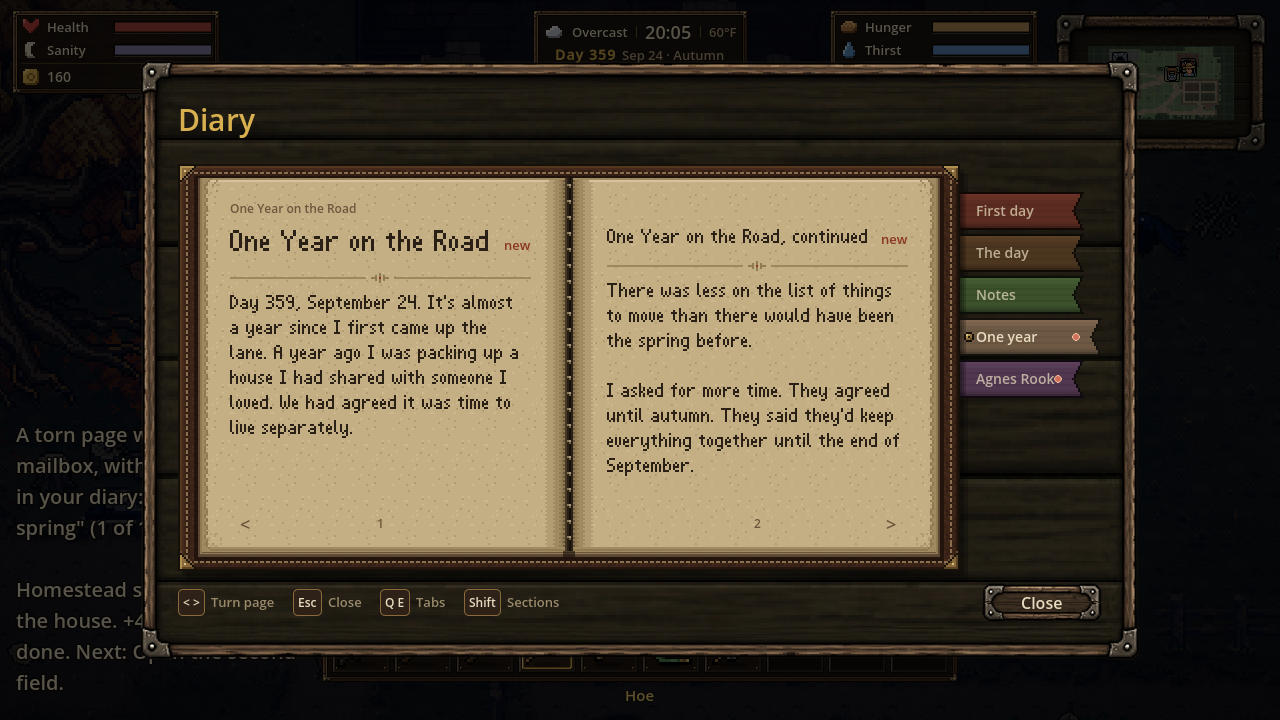 Health
Sanity
160
Overcast
20:05
60°F
Day 359 Sep 24 · Autumn
Hunger
Thirst
Diary
One Year on the Road
One Year on the Road new
Day 359, September 24. It's almost
a year since I first came up the
lane. A year ago I was packing up a
house I had shared with someone I
loved. We had agreed it was time to
live separately.
< 1
One Year on the Road, continued new
There was less on the list of things
to move than there would have been
the spring before.
I asked for more time. They agreed
until autumn. They said they'd keep
everything together until the end of
September.
2 >
First day
The day
Notes
One year
Agnes Rook
A torn page
mailbox, with
in your diary:
spring" (1 of
Homestead
the house.
done. Next: the second
field.
< > Turn page
Esc Close
Q E Tabs
Shift Sections
Close
Hoe